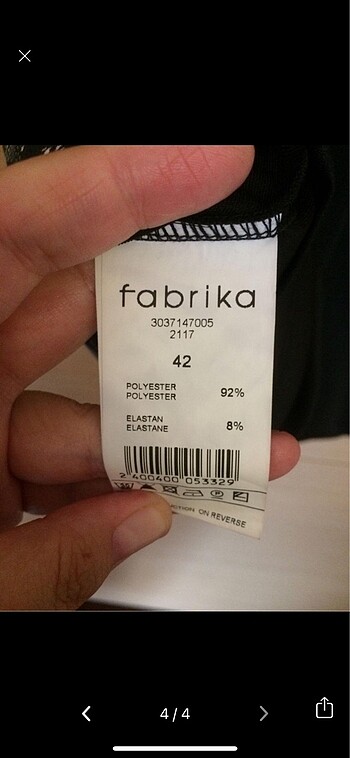 fabrika
3037147005
2117
42
POLYESTER 92%
POLYESTER
ELASTAN 8%
ELASTANE
2 400400 053329
ON REVERSE
4/4